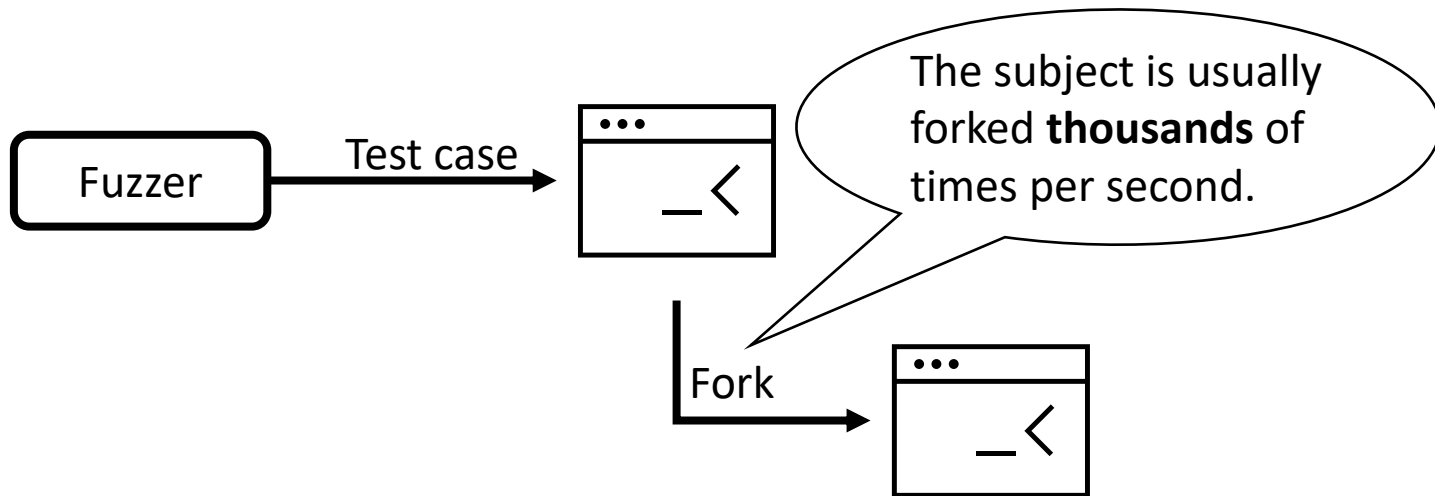 The subject is usually
forked thousands of
times per second.
Fuzzer
Test case
Fork